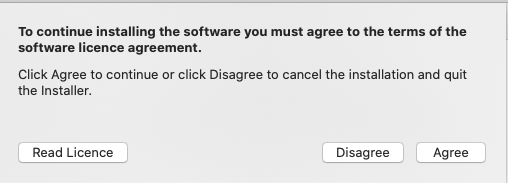 To continue installing the software you must agree to the terms of the
software licence agreement.
Click Agree to continue or click Disagree to cancel the installation and quit
the Installer.
Read Licence
Disagree
Agree